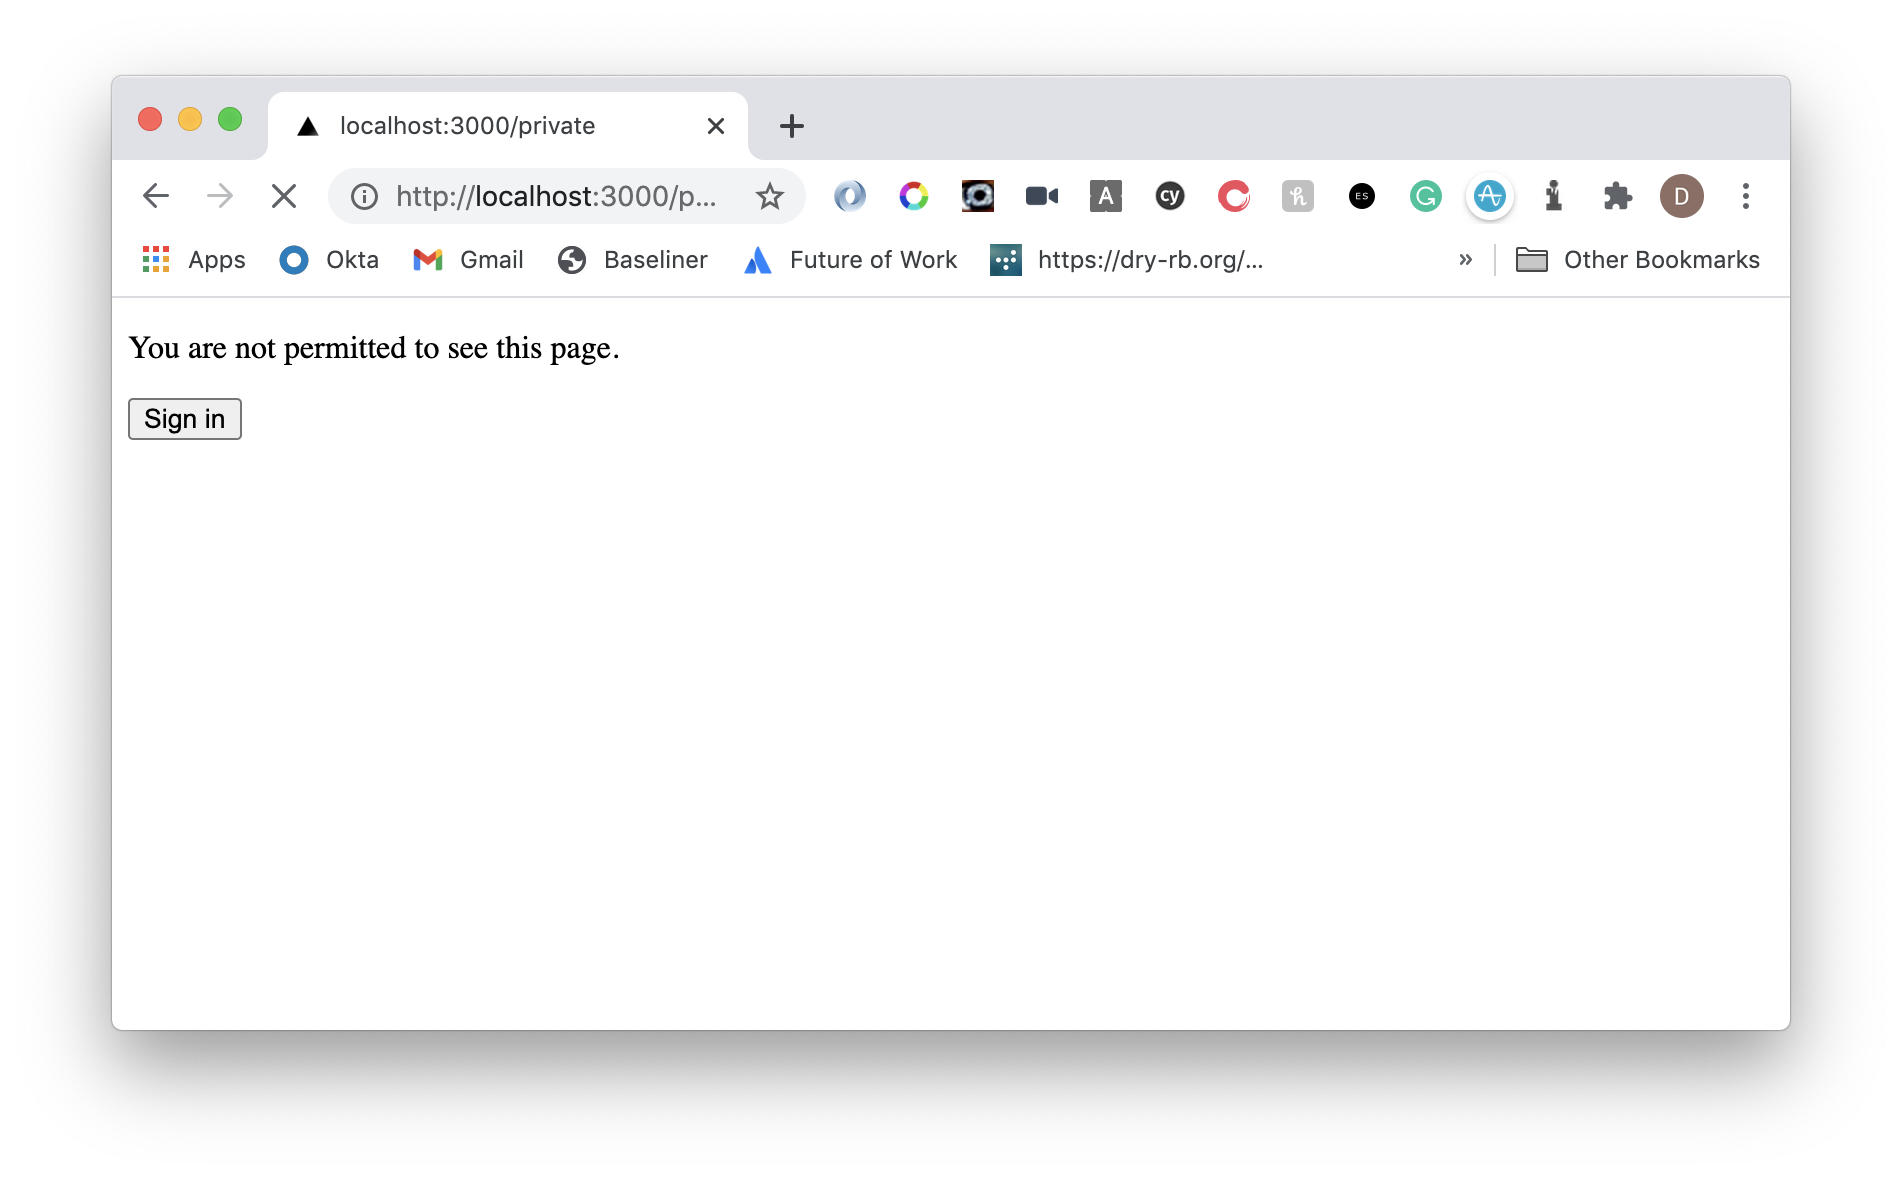 localhost:3000/private
http://localhost:3000/p...
A
cy
h
ES
G
D
Apps
Okta
Gmail
Baseliner
Future of Work
https://dry-rb.org/...
»
Other Bookmarks
You are not permitted to see this page.
Sign in